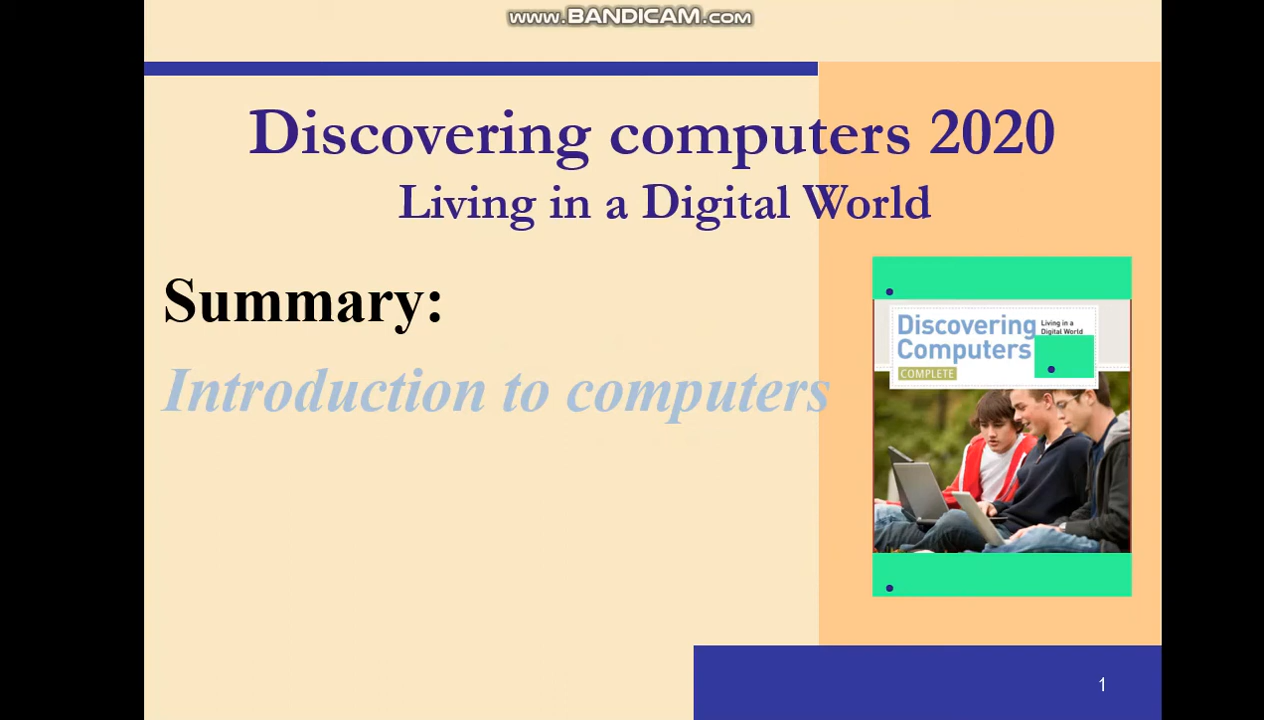 www.BANDICAM.com
Discovering computers 2020
Living in a Digital World
Summary:
Introduction to computers
Discovering
Computers
Living in a
Digital World
COMPLETE
1